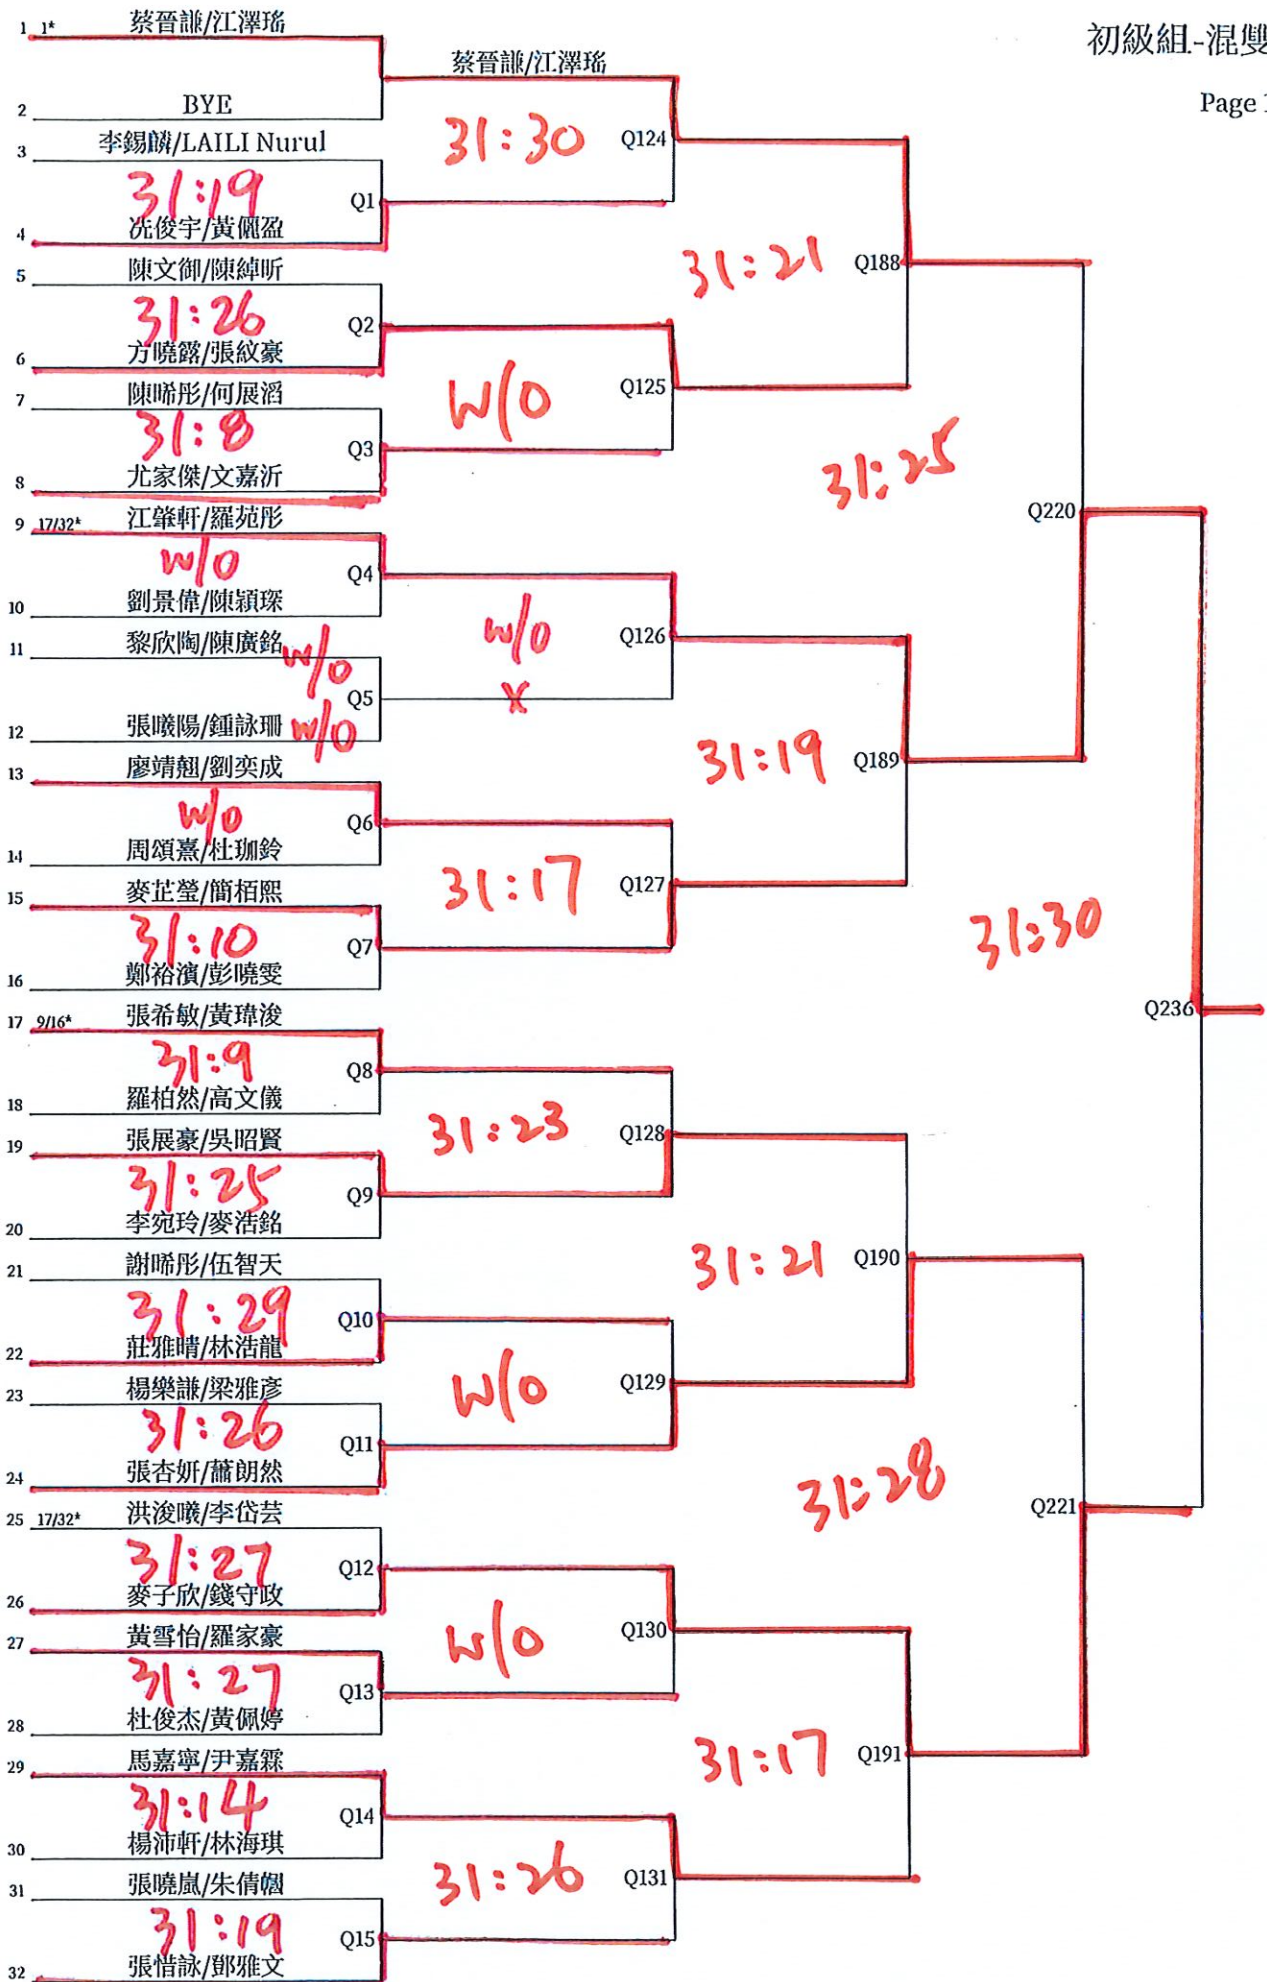 初級組-混雙
Page 1
1 1* 蔡晉謙/江澤瑤
蔡晉謙/江澤瑤
2 BYE
31:30 Q124
3 李錫麟/LAILI Nurul
31:19 Q1
4 冼俊宇/黃儷盈
31:21 Q188
5 陳文御/陳綽昕
31:26 Q2
6 方曉露/張紋豪
W/O Q125
7 陳唏彤/何展滔
31:8 Q3
31:25
8 尤家傑/文嘉沂
Q220
9 17/32* 江肇軒/羅苑彤
W/O Q4
10 劉景偉/陳穎琛
W/O Q126
11 黎欣陶/陳廣銘 W/O
Q5 X
12 張曦陽/鍾詠珊 W/O
31:19 Q189
13 廖靖翹/劉奕成
W/O Q6
14 周頌熹/杜珈鈴
31:17 Q127
15 麥芷瑩/簡栢熙
31:10 Q7
31:30
16 鄭裕濱/彭曉雯
Q236
17 9/16* 張希敏/黃瑋浚
31:9 Q8
18 羅柏然/高文儀
31:23 Q128
19 張展豪/吳昭賢
31:25 Q9
20 李宛玲/麥浩銘
31:21 Q190
21 謝唏彤/伍智天
31:29 Q10
22 莊雅晴/林浩龍
W/O Q129
23 楊樂謙/梁雅彥
31:26 Q11
24 張杏妍/蕭朗然
31:28
Q221
25 17/32* 洪浚曦/李岱芸
31:27 Q12
26 麥子欣/錢守政
W/O Q130
27 黃雪怡/羅家豪
31:27 Q13
28 杜俊杰/黃佩婷
31:17 Q191
29 馬嘉寧/尹嘉霖
31:14 Q14
30 楊沛軒/林海琪
31:26 Q131
31 張曉嵐/朱倩
31:19 Q15
32 張惜詠/鄧雅文